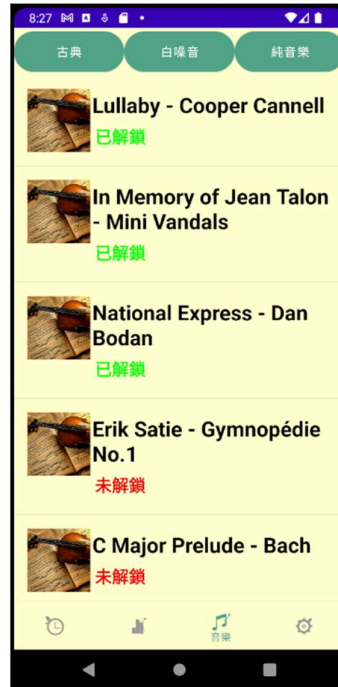 8:27
古典 白噪音 純音樂
Lullaby - Cooper Cannell
已解鎖
In Memory of Jean Talon
- Mini Vandals
已解鎖
National Express - Dan
Bodan
已解鎖
Erik Satie - Gymnopédie
No.1
未解鎖
C Major Prelude - Bach
未解鎖
音樂